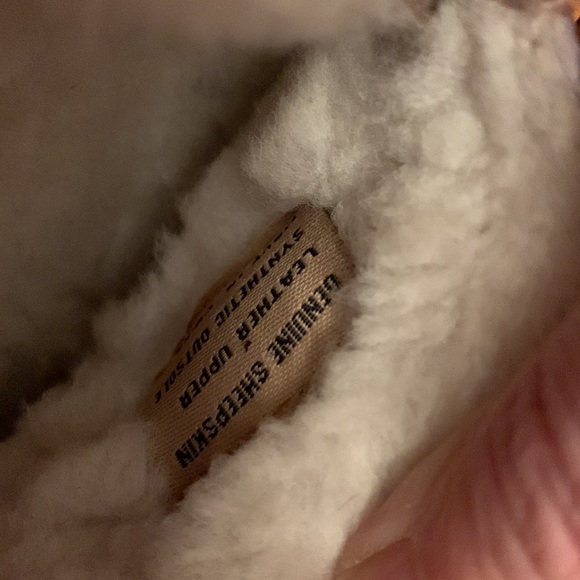 GENUINE SHEEPSKIN
LEATHER UPPER
SYNTHETIC OUTSOLE